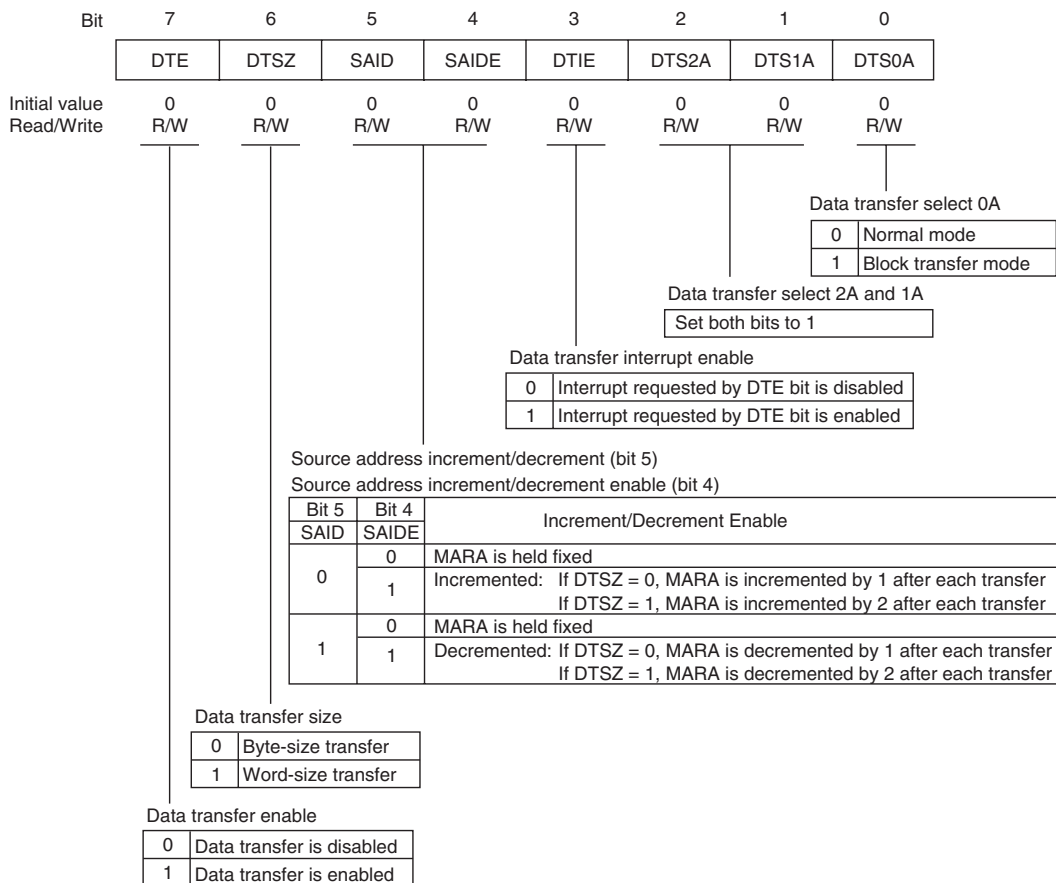 Bit 7 6 5 4 3 2 1 0
DTE DTSZ SAID SAIDE DTIE DTS2A DTS1A DTS0A
Initial value 0 0 0 0 0 0 0 0
Read/Write R/W R/W R/W R/W R/W R/W R/W R/W
Data transfer select 0A
0 Normal mode
1 Block transfer mode
Data transfer select 2A and 1A
Set both bits to 1
Data transfer interrupt enable
0 Interrupt requested by DTE bit is disabled
1 Interrupt requested by DTE bit is enabled
Source address increment/decrement (bit 5)
Source address increment/decrement enable (bit 4)
Bit 5 Bit 4
SAID SAIDE Increment/Decrement Enable
0 0 MARA is held fixed
1 Incremented: If DTSZ = 0, MARA is incremented by 1 after each transfer
If DTSZ = 1, MARA is incremented by 2 after each transfer
1 0 MARA is held fixed
1 Decremented: If DTSZ = 0, MARA is decremented by 1 after each transfer
If DTSZ = 1, MARA is decremented by 2 after each transfer
Data transfer size
0 Byte-size transfer
1 Word-size transfer
Data transfer enable
0 Data transfer is disabled
1 Data transfer is enabled